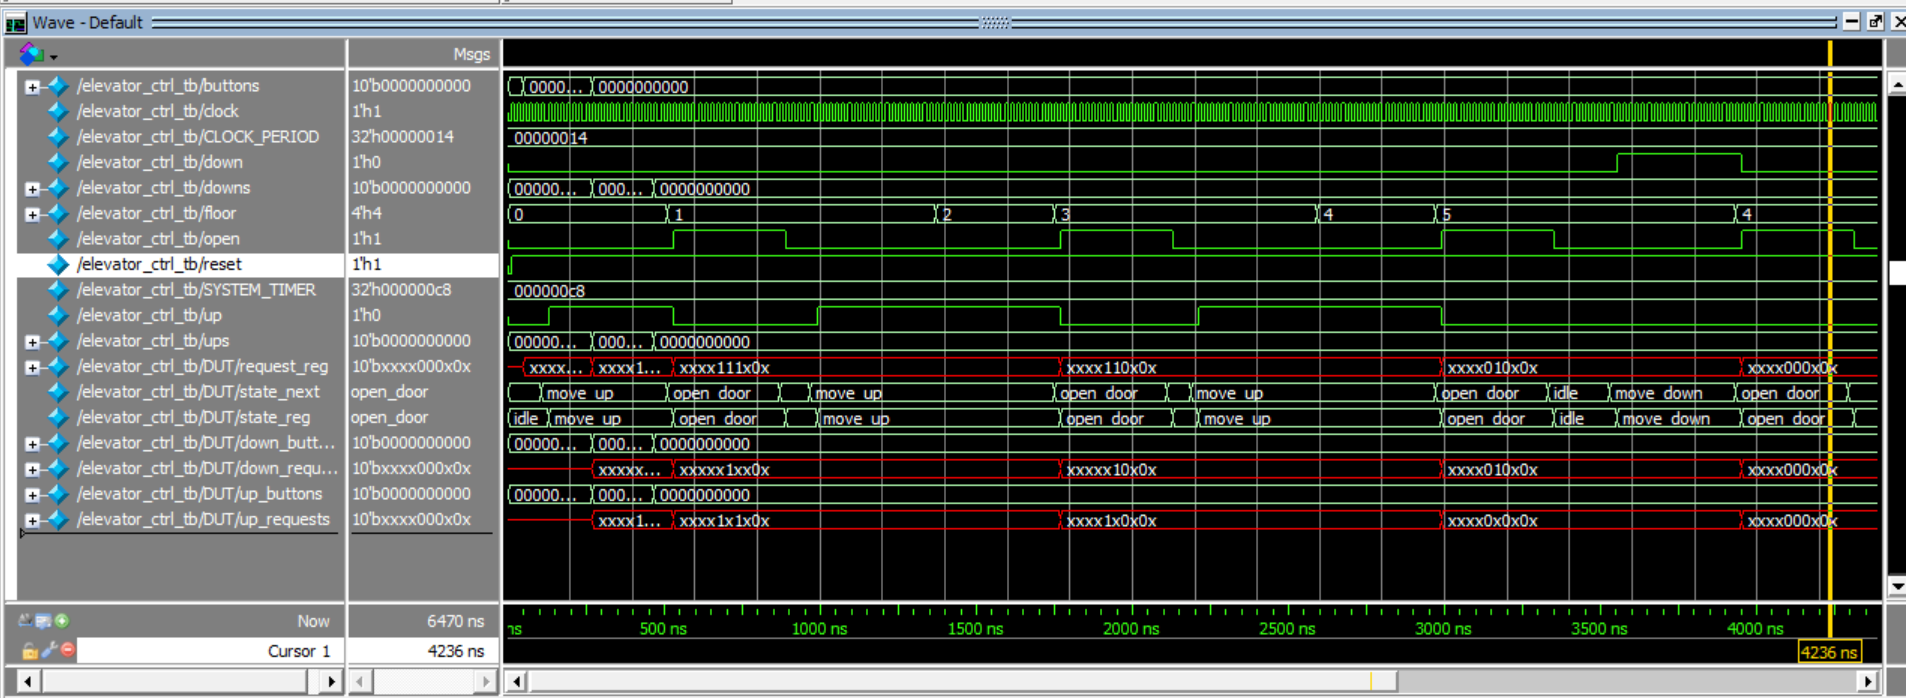 Wave - Default
Msgs
/elevator_ctrl_tb/buttons 10'b0000000000 0000... 0000000000
/elevator_ctrl_tb/clock 1'h1
/elevator_ctrl_tb/CLOCK_PERIOD 32'h00000014 00000014
/elevator_ctrl_tb/down 1'h0
/elevator_ctrl_tb/downs 10'b0000000000 00000... 000... 0000000000
/elevator_ctrl_tb/floor 4'h4 0 1 2 3 4 5 4
/elevator_ctrl_tb/open 1'h1
/elevator_ctrl_tb/reset 1'h1
/elevator_ctrl_tb/SYSTEM_TIMER 32'h000000c8 000000c8
/elevator_ctrl_tb/up 1'h0
/elevator_ctrl_tb/ups 10'b0000000000 00000... 000... 0000000000
/elevator_ctrl_tb/DUT/request_reg 10'bxxxx000x0x xxxx... xxxx1... xxxx111x0x xxxx110x0x xxxx010x0x xxxx000x0x
/elevator_ctrl_tb/DUT/state_next open_door move_up open_door move_up open_door move_up open_door idle move_down open_door
/elevator_ctrl_tb/DUT/state_reg open_door idle move_up open_door move_up open_door move_up open_door idle move_down open_door
/elevator_ctrl_tb/DUT/down_butt... 10'b0000000000 00000... 000... 0000000000
/elevator_ctrl_tb/DUT/down_requ... 10'bxxxx000x0x xxxxx... xxxxx1xx0x xxxxx10x0x xxxx010x0x xxxx000x0x
/elevator_ctrl_tb/DUT/up_buttons 10'b0000000000 00000... 000... 0000000000
/elevator_ctrl_tb/DUT/up_requests 10'bxxxx000x0x xxxx1... xxxx1x1x0x xxxx1x0x0x xxxx0x0x0x xxxx000x0x
Now 6470 ns ns 500 ns 1000 ns 1500 ns 2000 ns 2500 ns 3000 ns 3500 ns 4000 ns
Cursor 1 4236 ns 4236 ns